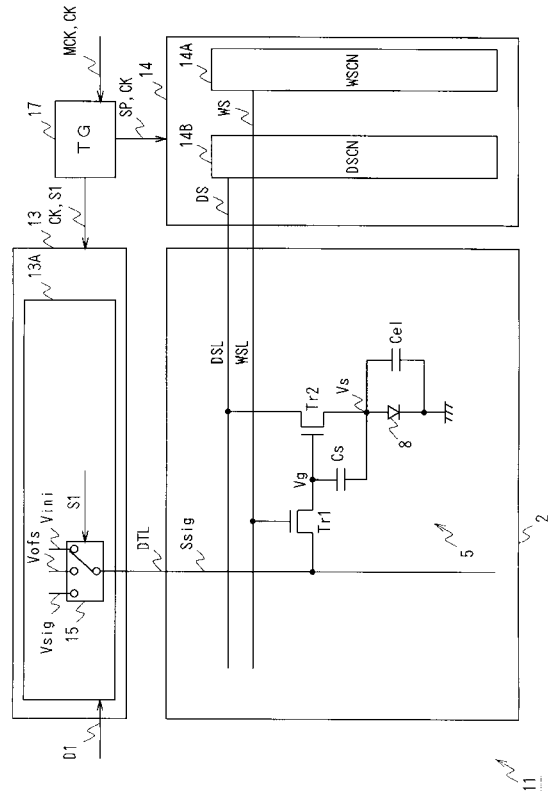 D1
13
13A
Vsig
Vofs
Vini
15
S1
CK, S1
17
TG
MCK, CK
SP, CK
14
14A
WSCN
14B
DSCN
WS
DS
DSL
WSL
DTL
Ssig
Vg
Tr1
Tr2
Cs
Vs
Cel
8
5
2
11